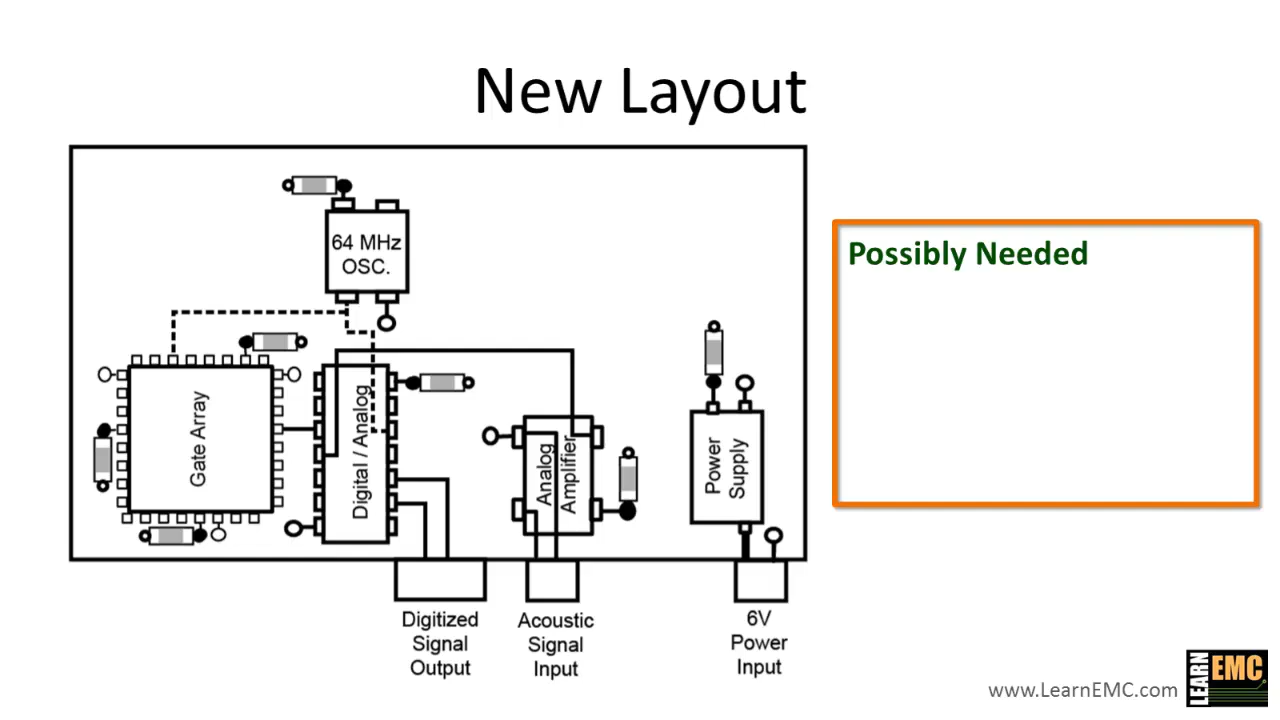 New Layout
64 MHz
OSC.
Possibly Needed
Gate Array
Digital / Analog
Analog
Amplifier
Power
Supply
Digitized
Signal
Output
Acoustic
Signal
Input
6V
Power
Input
www.LearnEMC.com
LEARN
EMC